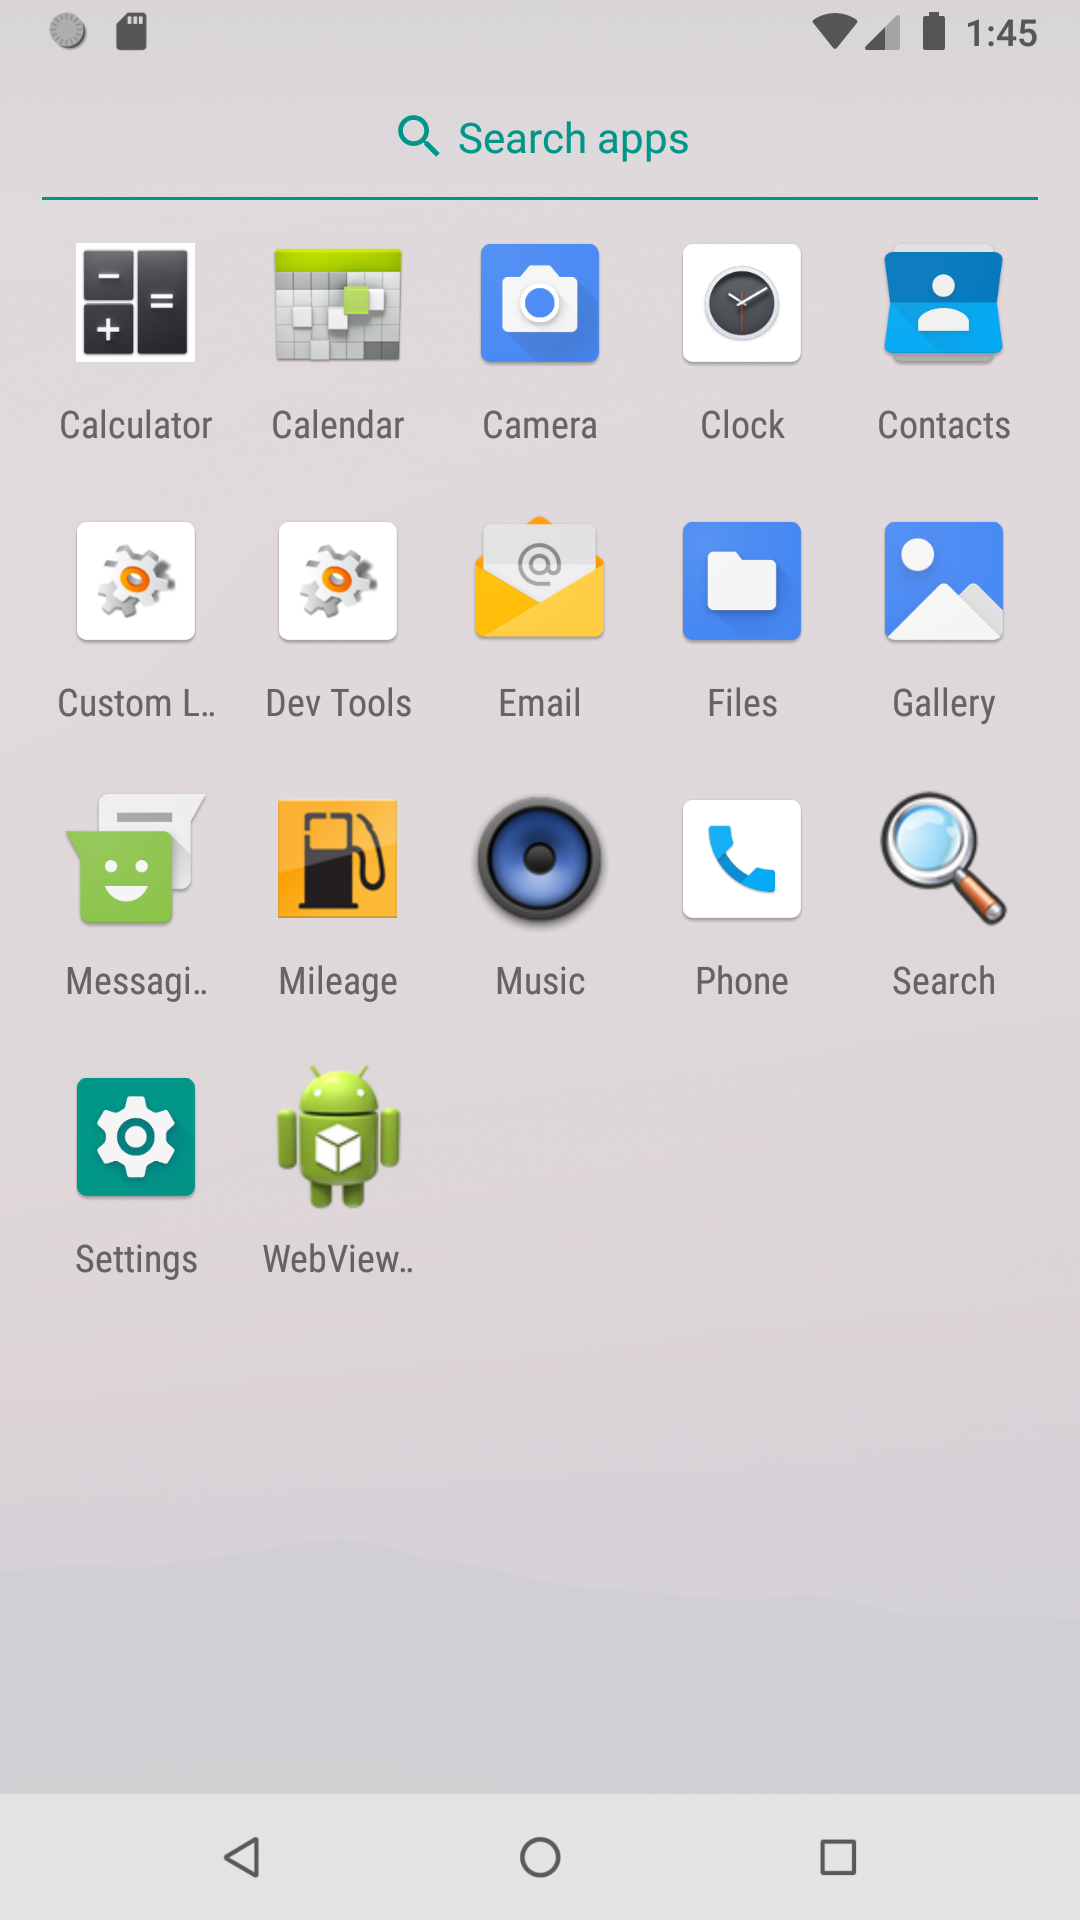 1:45
Search apps
Calculator Calendar Camera Clock Contacts
Custom L... Dev Tools Email Files Gallery
Messagi... Mileage Music Phone Search
Settings WebView...